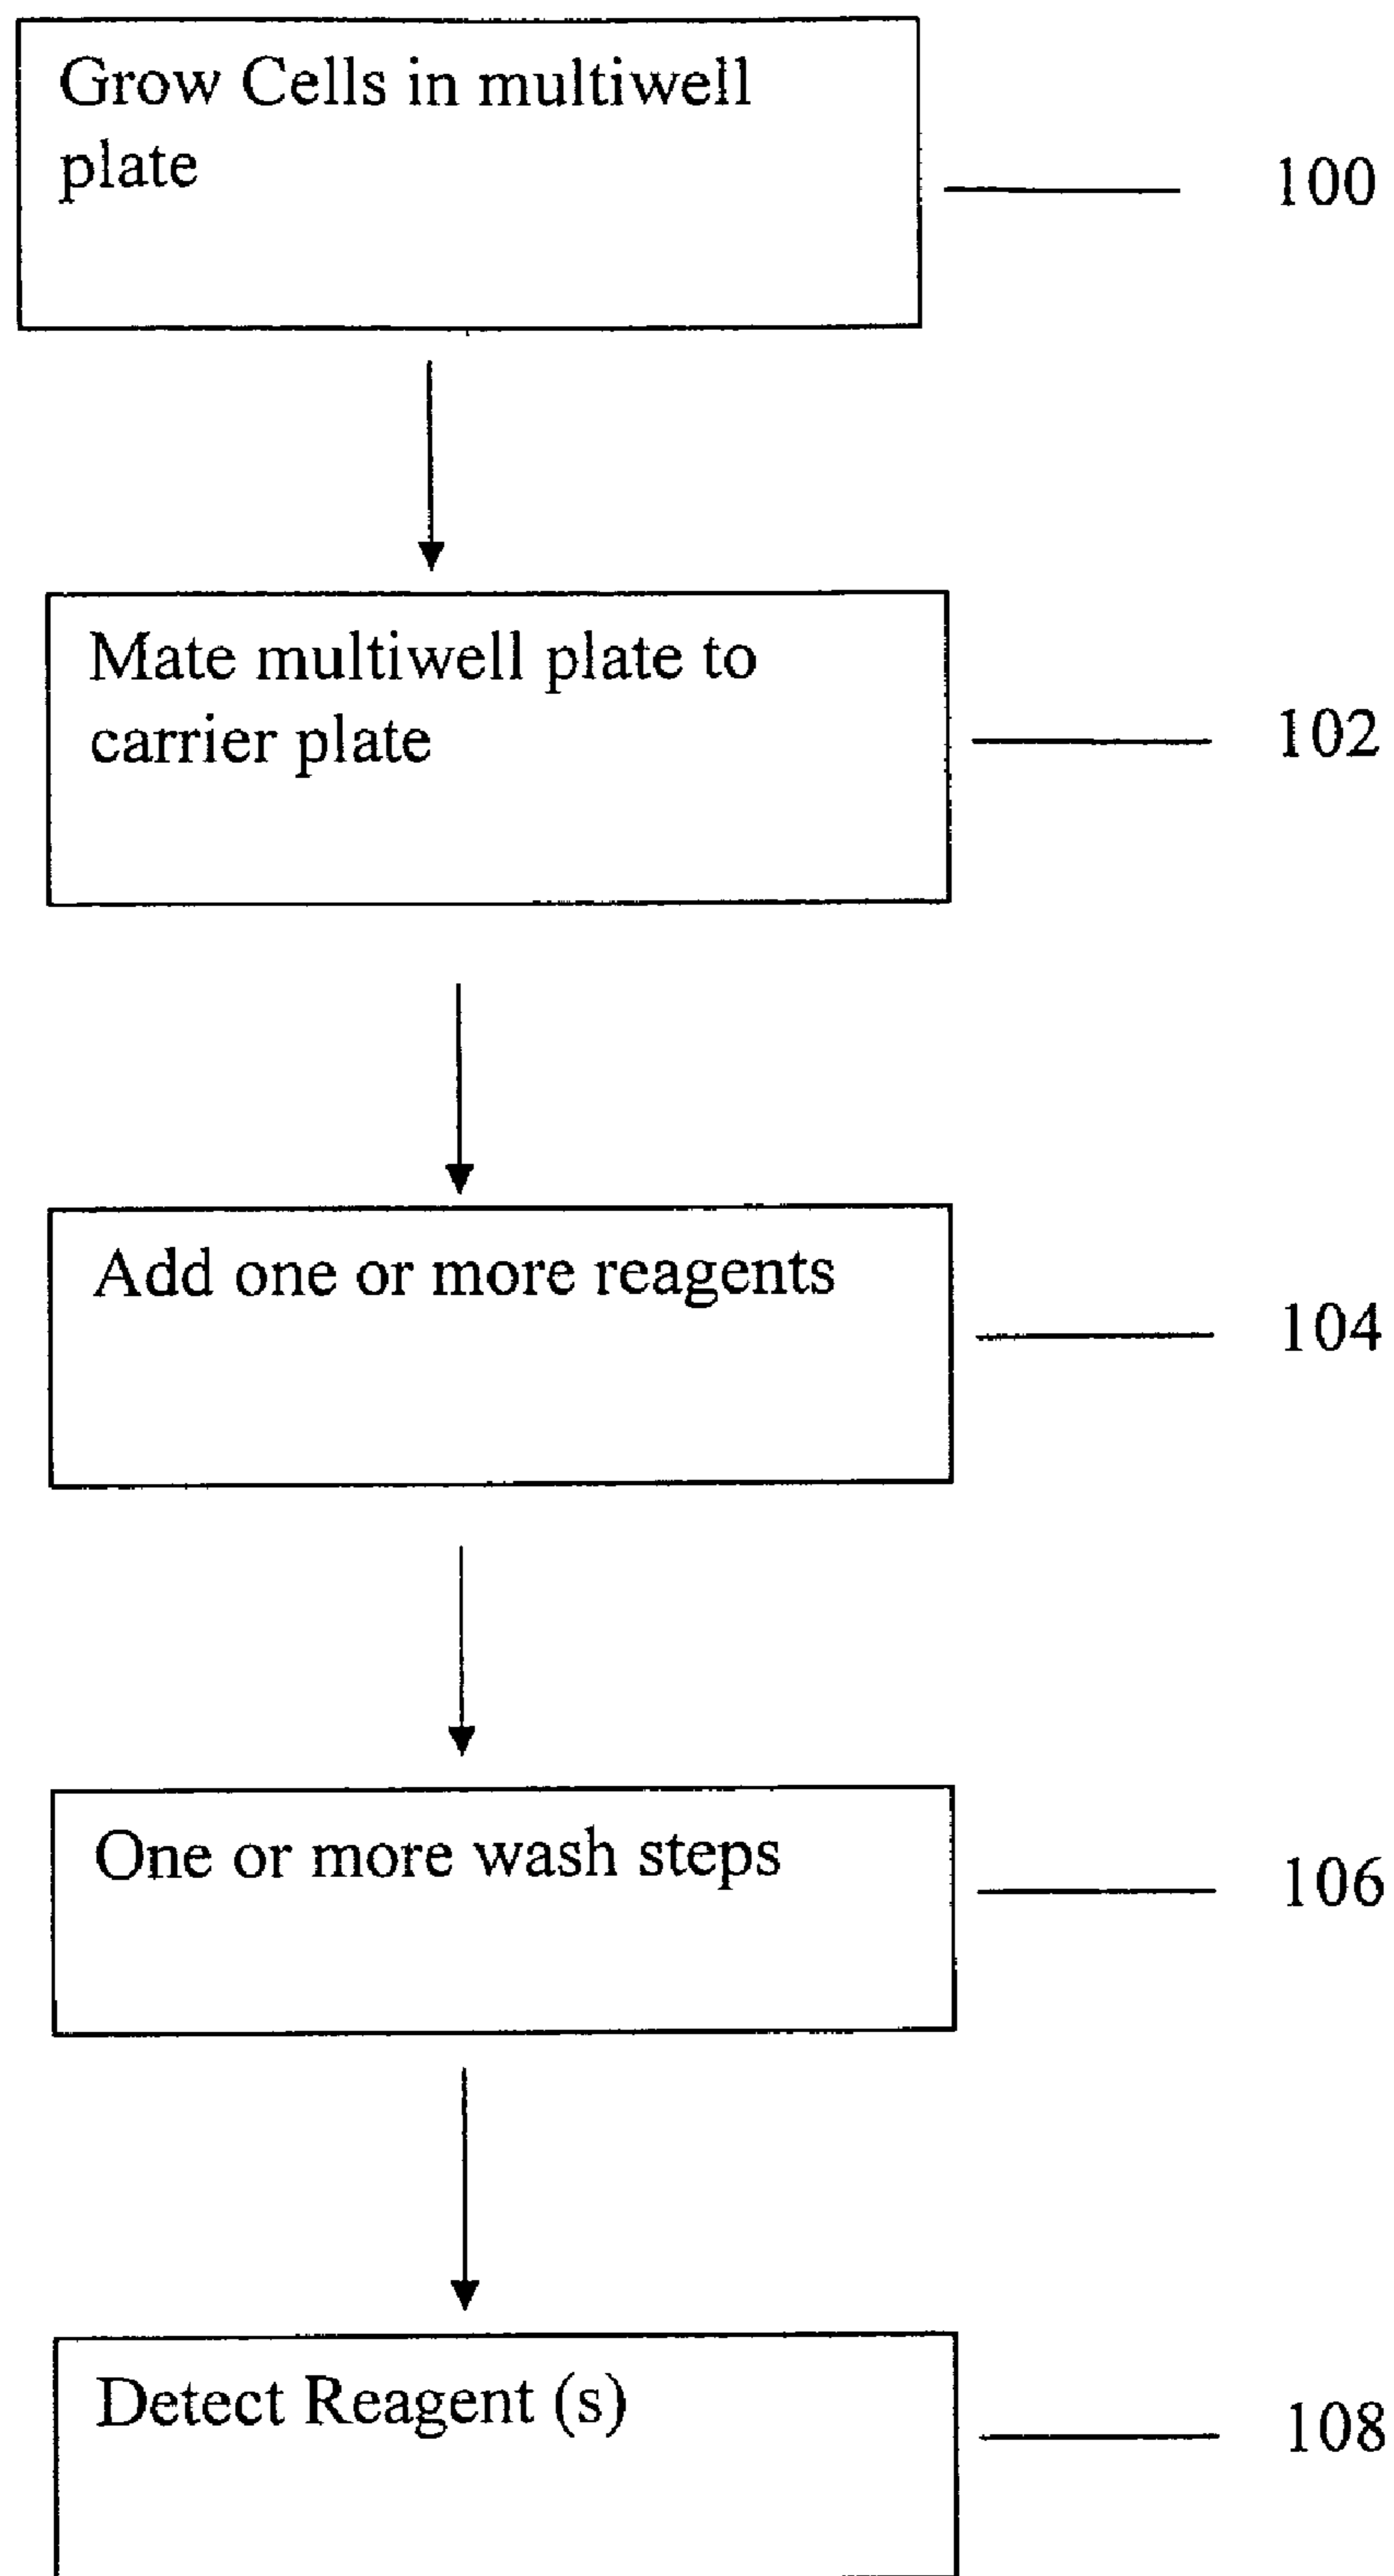 Grow Cells in multiwell
plate
100
Mate multiwell plate to
carrier plate
102
Add one or more reagents
104
One or more wash steps
106
Detect Reagent (s)
108